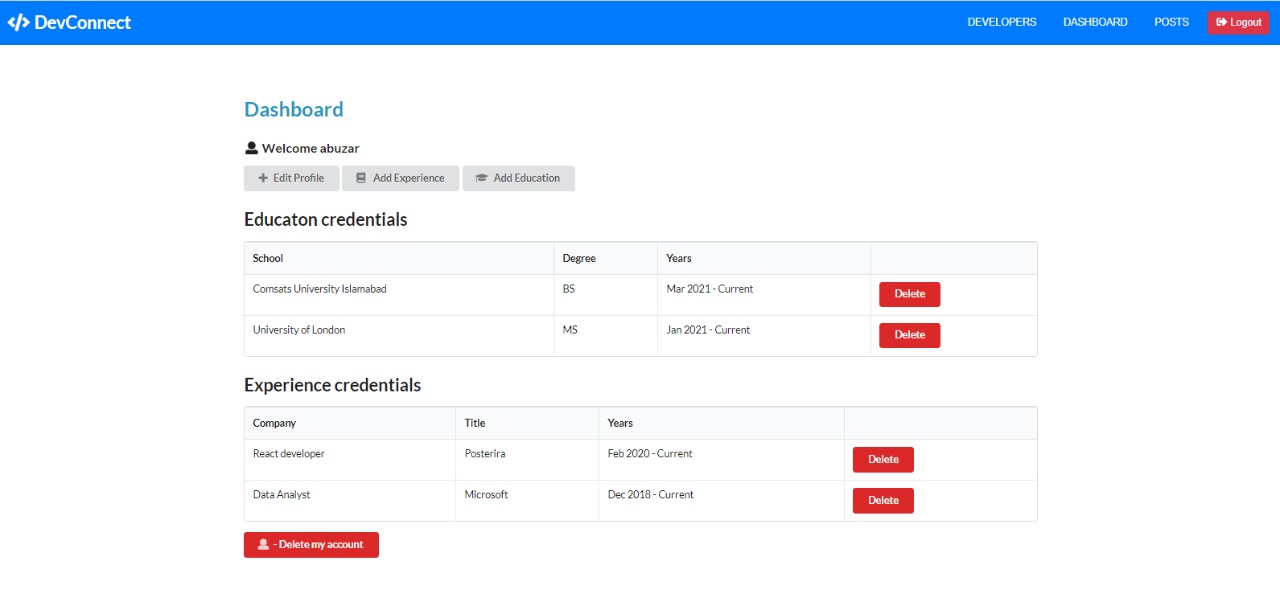 DevConnect DEVELOPERS DASHBOARD POSTS Logout
Dashboard
Welcome abuzar
Edit Profile Add Experience Add Education
Educaton credentials
School Degree Years
Comsats University Islamabad BS Mar 2021 - Current Delete
University of London MS Jan 2021 - Current Delete
Experience credentials
Company Title Years
React developer Posterira Feb 2020 - Current Delete
Data Analyst Microsoft Dec 2018 - Current Delete
- Delete my account